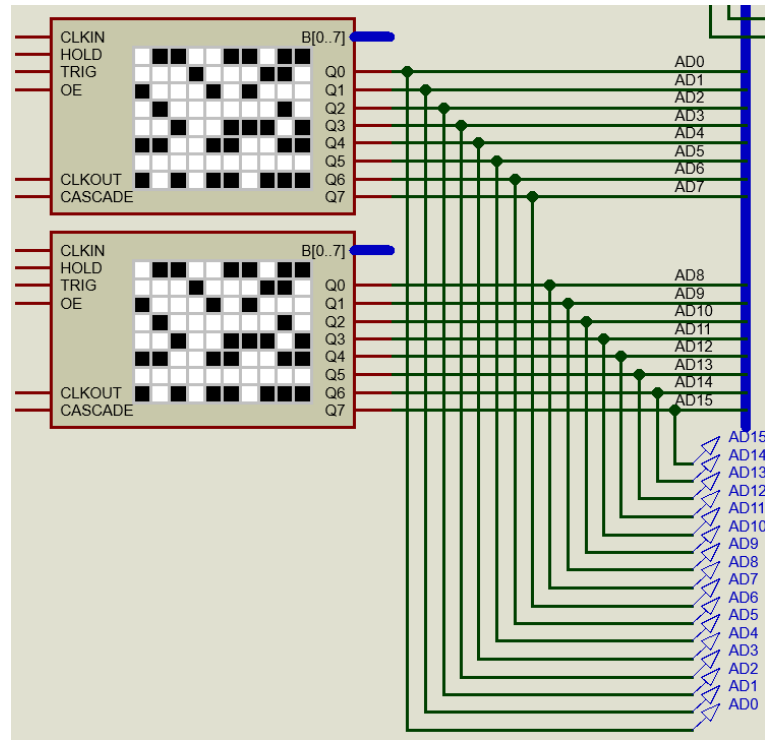 CLKIN B[0..7]
HOLD
TRIG Q0 AD0
OE Q1 AD1
Q2 AD2
Q3 AD3
Q4 AD4
Q5 AD5
CLKOUT Q6 AD6
CASCADE Q7 AD7
CLKIN B[0..7]
HOLD
TRIG Q0 AD8
OE Q1 AD9
Q2 AD10
Q3 AD11
Q4 AD12
Q5 AD13
CLKOUT Q6 AD14
CASCADE Q7 AD15
AD15
AD14
AD13
AD12
AD11
AD10
AD9
AD8
AD7
AD6
AD5
AD4
AD3
AD2
AD1
AD0